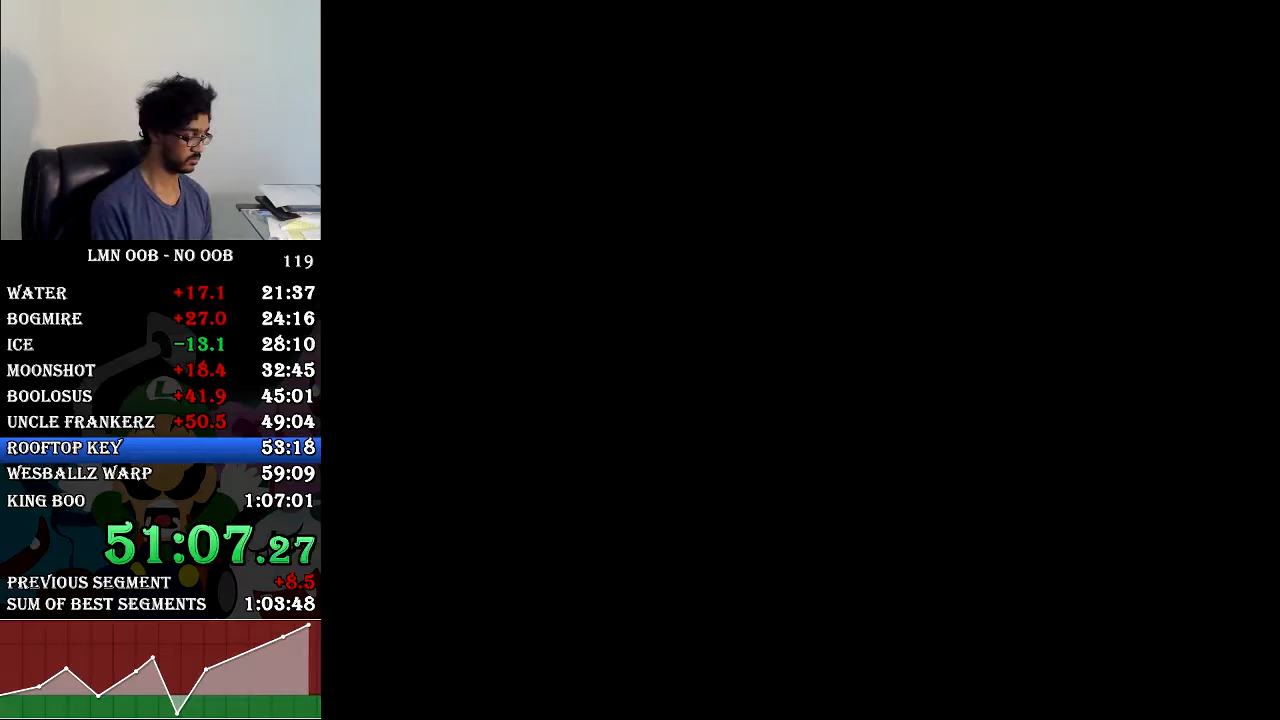 LMN OOB - NO OOB
119
WATER +17.1 21:37
BOGMIRE +27.0 24:16
ICE −13.1 28:10
MOONSHOT +18.4 32:45
BOOLOSUS +41.9 45:01
UNCLE FRANKERZ +50.5 49:04
ROOFTOP KEY 53:18
WESBALLZ WARP 59:09
KING BOO 1:07:01
51:07.27
PREVIOUS SEGMENT +8.5
SUM OF BEST SEGMENTS 1:03:48